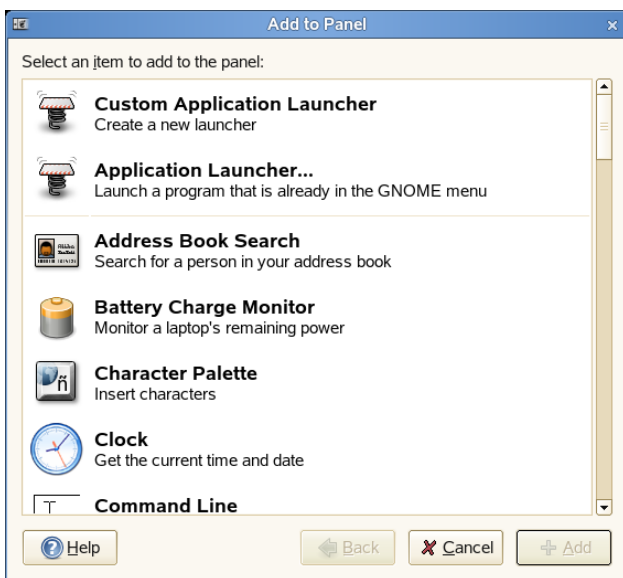 Add to Panel
Select an item to add to the panel:
Custom Application Launcher
Create a new launcher
Application Launcher...
Launch a program that is already in the GNOME menu
Address Book Search
Search for a person in your address book
Battery Charge Monitor
Monitor a laptop's remaining power
Character Palette
Insert characters
ñ
Clock
Get the current time and date
Command Line
Help
Back
Cancel
Add